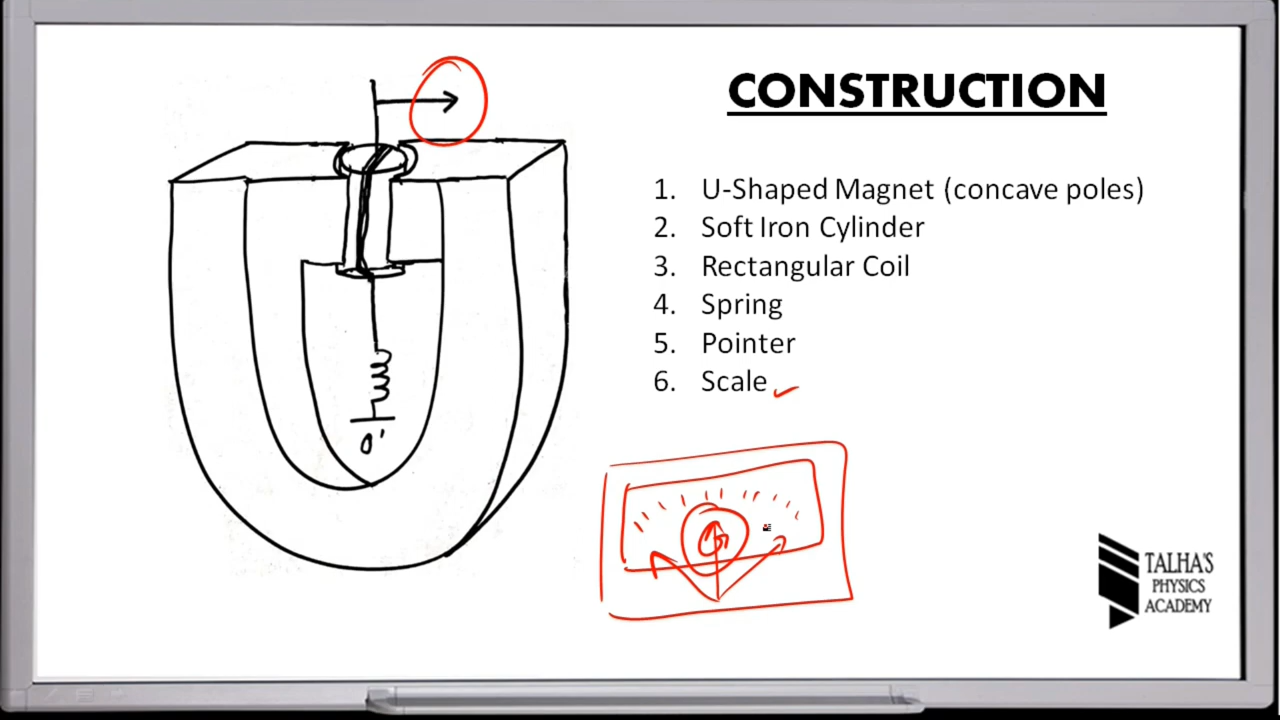 CONSTRUCTION
1. U-Shaped Magnet (concave poles)
2. Soft Iron Cylinder
3. Rectangular Coil
4. Spring
5. Pointer
6. Scale
0'
G
TALHA'S
PHYSICS
ACADEMY